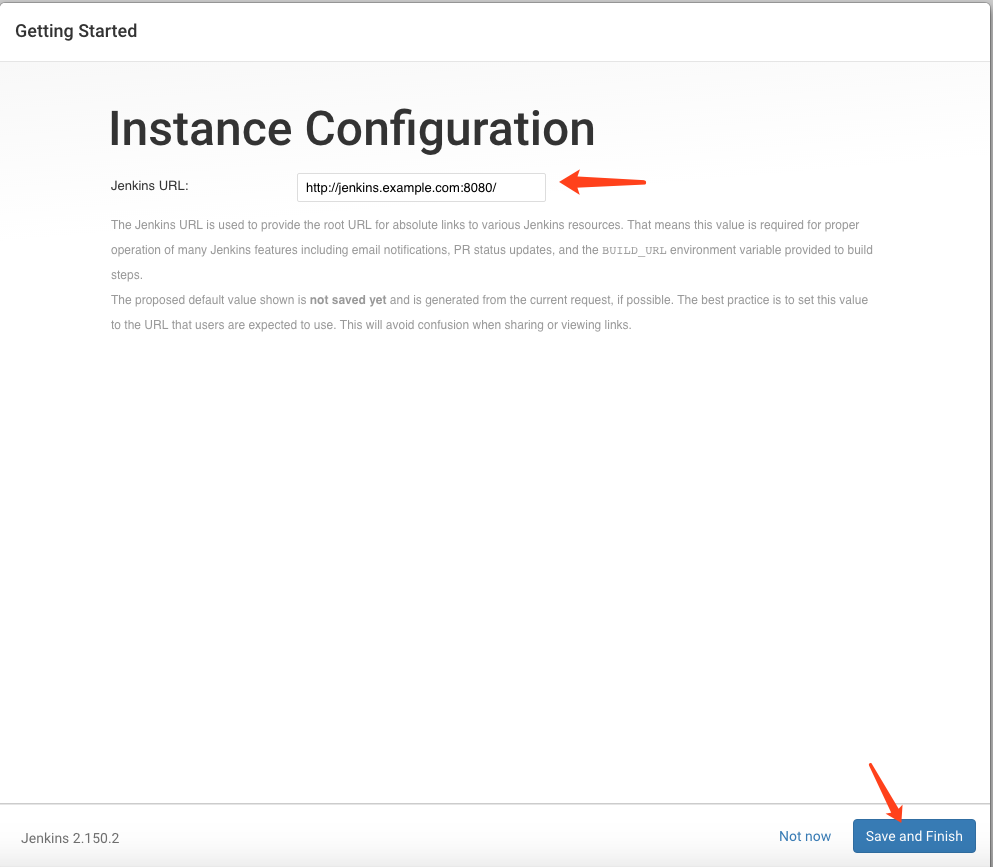 Getting Started
Instance Configuration
Jenkins URL:
http://jenkins.example.com:8080/
The Jenkins URL is used to provide the root URL for absolute links to various Jenkins resources. That means this value is required for proper
operation of many Jenkins features including email notifications, PR status updates, and the BUILD_URL environment variable provided to build
steps.
The proposed default value shown is not saved yet and is generated from the current request, if possible. The best practice is to set this value
to the URL that users are expected to use. This will avoid confusion when sharing or viewing links.
Jenkins 2.150.2
Not now
Save and Finish